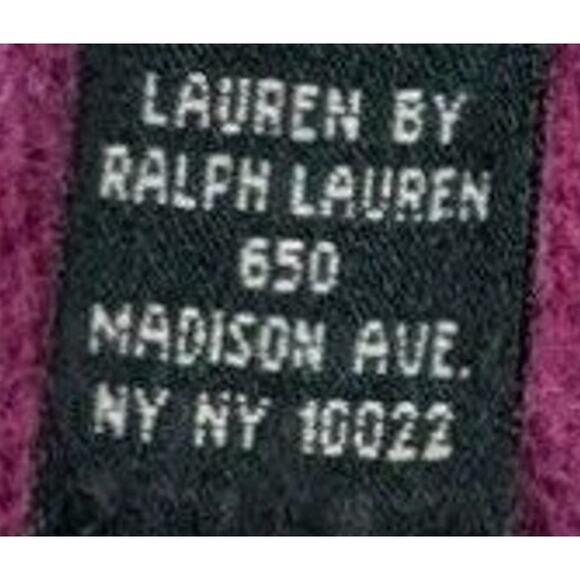 LAUREN BY
RALPH LAUREN
650
MADISON AVE.
NY NY 10022